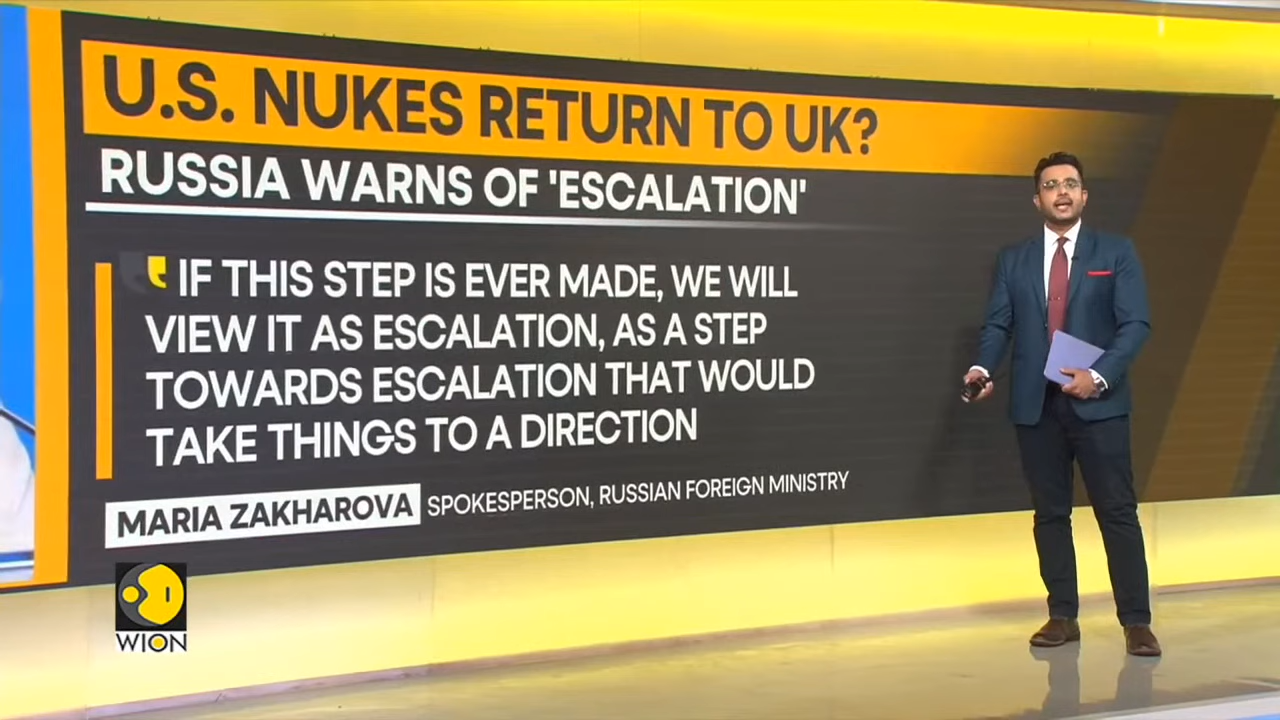 U.S. NUKES RETURN TO UK?
RUSSIA WARNS OF 'ESCALATION'
IF THIS STEP IS EVER MADE, WE WILL
VIEW IT AS ESCALATION, AS A STEP
TOWARDS ESCALATION THAT WOULD
TAKE THINGS TO A DIRECTION
MARIA ZAKHAROVA SPOKESPERSON, RUSSIAN FOREIGN MINISTRY
WION